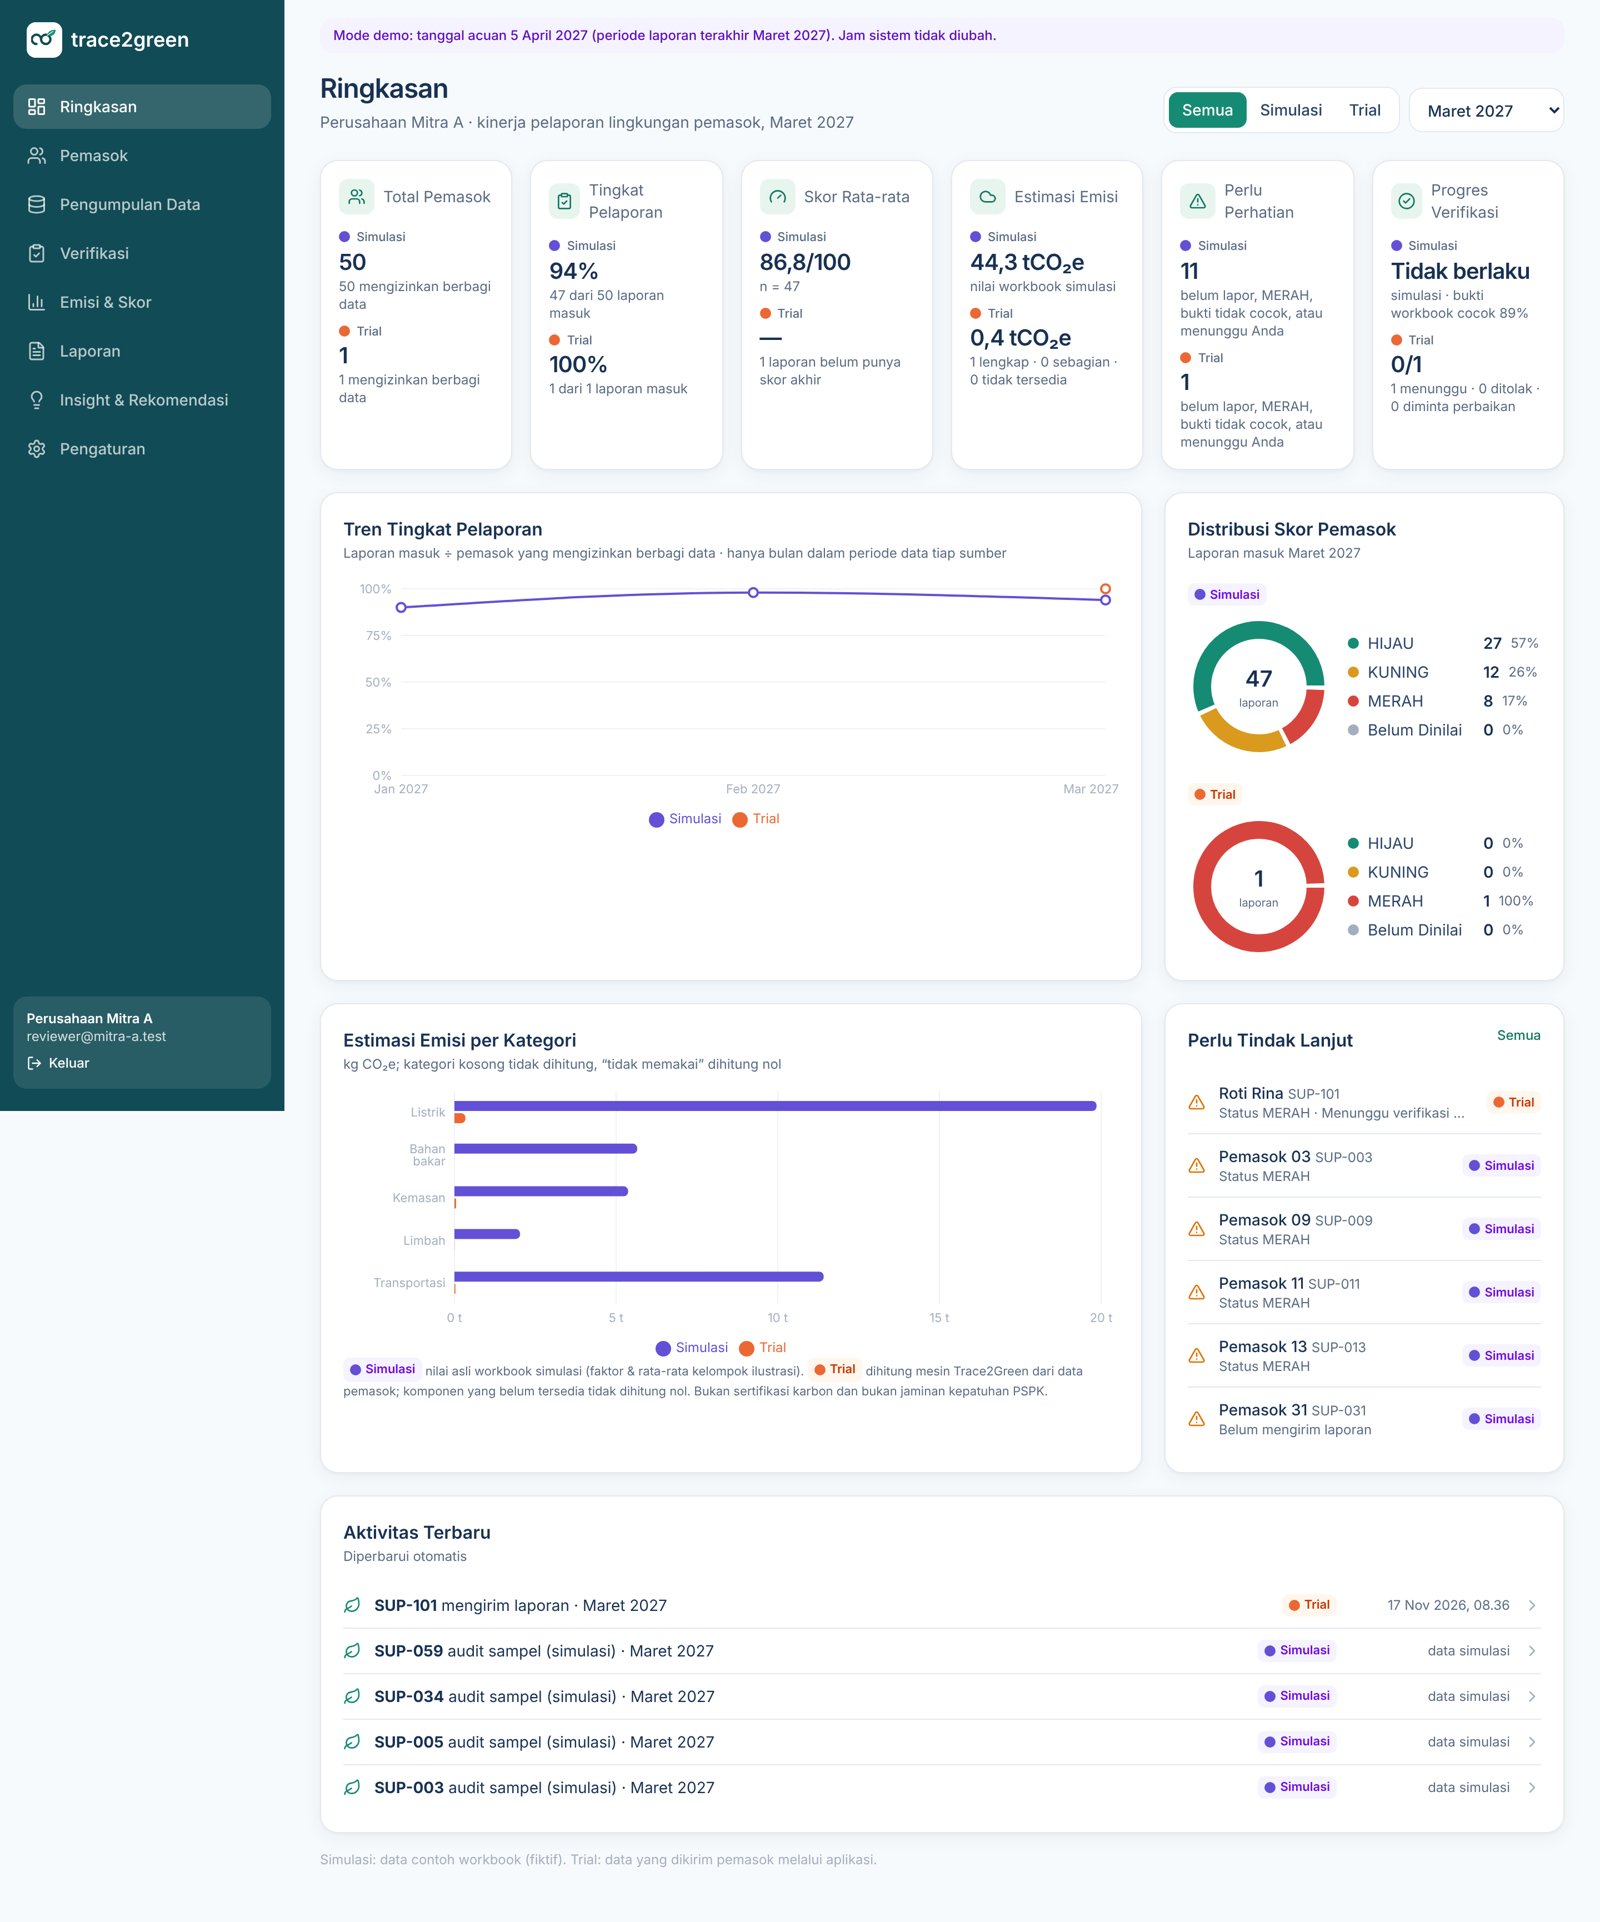 trace2green
Ringkasan
Pemasok
Pengumpulan Data
Verifikasi
Emisi & Skor
Laporan
Insight & Rekomendasi
Pengaturan
Perusahaan Mitra A
reviewer@mitra-a.test
Keluar
Mode demo: tanggal acuan 5 April 2027 (periode laporan terakhir Maret 2027). Jam sistem tidak diubah.
Ringkasan
Perusahaan Mitra A · kinerja pelaporan lingkungan pemasok, Maret 2027
Semua Simulasi Trial Maret 2027
Total Pemasok
Simulasi
50
50 mengizinkan berbagi
data
Trial
1
1 mengizinkan berbagi
data
Tingkat
Pelaporan
Simulasi
94%
47 dari 50 laporan
masuk
Trial
100%
1 dari 1 laporan masuk
Skor Rata-rata
Simulasi
86,8/100
n = 47
Trial
—
1 laporan belum punya
skor akhir
Estimasi Emisi
Simulasi
44,3 tCO₂e
nilai workbook simulasi
Trial
0,4 tCO₂e
1 lengkap · 0 sebagian ·
0 tidak tersedia
Perlu
Perhatian
Simulasi
11
belum lapor, MERAH,
bukti tidak cocok, atau
menunggu Anda
Trial
1
belum lapor, MERAH,
bukti tidak cocok, atau
menunggu Anda
Progres
Verifikasi
Simulasi
Tidak berlaku
simulasi · bukti
workbook cocok 89%
Trial
0/1
1 menunggu · 0 ditolak ·
0 diminta perbaikan
Tren Tingkat Pelaporan
Laporan masuk ÷ pemasok yang mengizinkan berbagi data · hanya bulan dalam periode data tiap sumber
100%
75%
50%
25%
0%
Jan 2027 Feb 2027 Mar 2027
Simulasi Trial
Distribusi Skor Pemasok
Laporan masuk Maret 2027
Simulasi
47
laporan
HIJAU 27 57%
KUNING 12 26%
MERAH 8 17%
Belum Dinilai 0 0%
Trial
1
laporan
HIJAU 0 0%
KUNING 0 0%
MERAH 1 100%
Belum Dinilai 0 0%
Estimasi Emisi per Kategori
kg CO₂e; kategori kosong tidak dihitung, “tidak memakai” dihitung nol
Listrik
Bahan
bakar
Kemasan
Limbah
Transportasi
0 t 5 t 10 t 15 t 20 t
Simulasi Trial
Simulasi nilai asli workbook simulasi (faktor & rata-rata kelompok ilustrasi). Trial dihitung mesin Trace2Green dari data
pemasok; komponen yang belum tersedia tidak dihitung nol. Bukan sertifikasi karbon dan bukan jaminan kepatuhan PSPK.
Perlu Tindak Lanjut Semua
Roti Rina SUP-101 Trial
Status MERAH · Menunggu verifikasi ...
Pemasok 03 SUP-003 Simulasi
Status MERAH
Pemasok 09 SUP-009 Simulasi
Status MERAH
Pemasok 11 SUP-011 Simulasi
Status MERAH
Pemasok 13 SUP-013 Simulasi
Status MERAH
Pemasok 31 SUP-031 Simulasi
Belum mengirim laporan
Aktivitas Terbaru
Diperbarui otomatis
SUP-101 mengirim laporan · Maret 2027 Trial 17 Nov 2026, 08.36
SUP-059 audit sampel (simulasi) · Maret 2027 Simulasi data simulasi
SUP-034 audit sampel (simulasi) · Maret 2027 Simulasi data simulasi
SUP-005 audit sampel (simulasi) · Maret 2027 Simulasi data simulasi
SUP-003 audit sampel (simulasi) · Maret 2027 Simulasi data simulasi
Simulasi: data contoh workbook (fiktif). Trial: data yang dikirim pemasok melalui aplikasi.